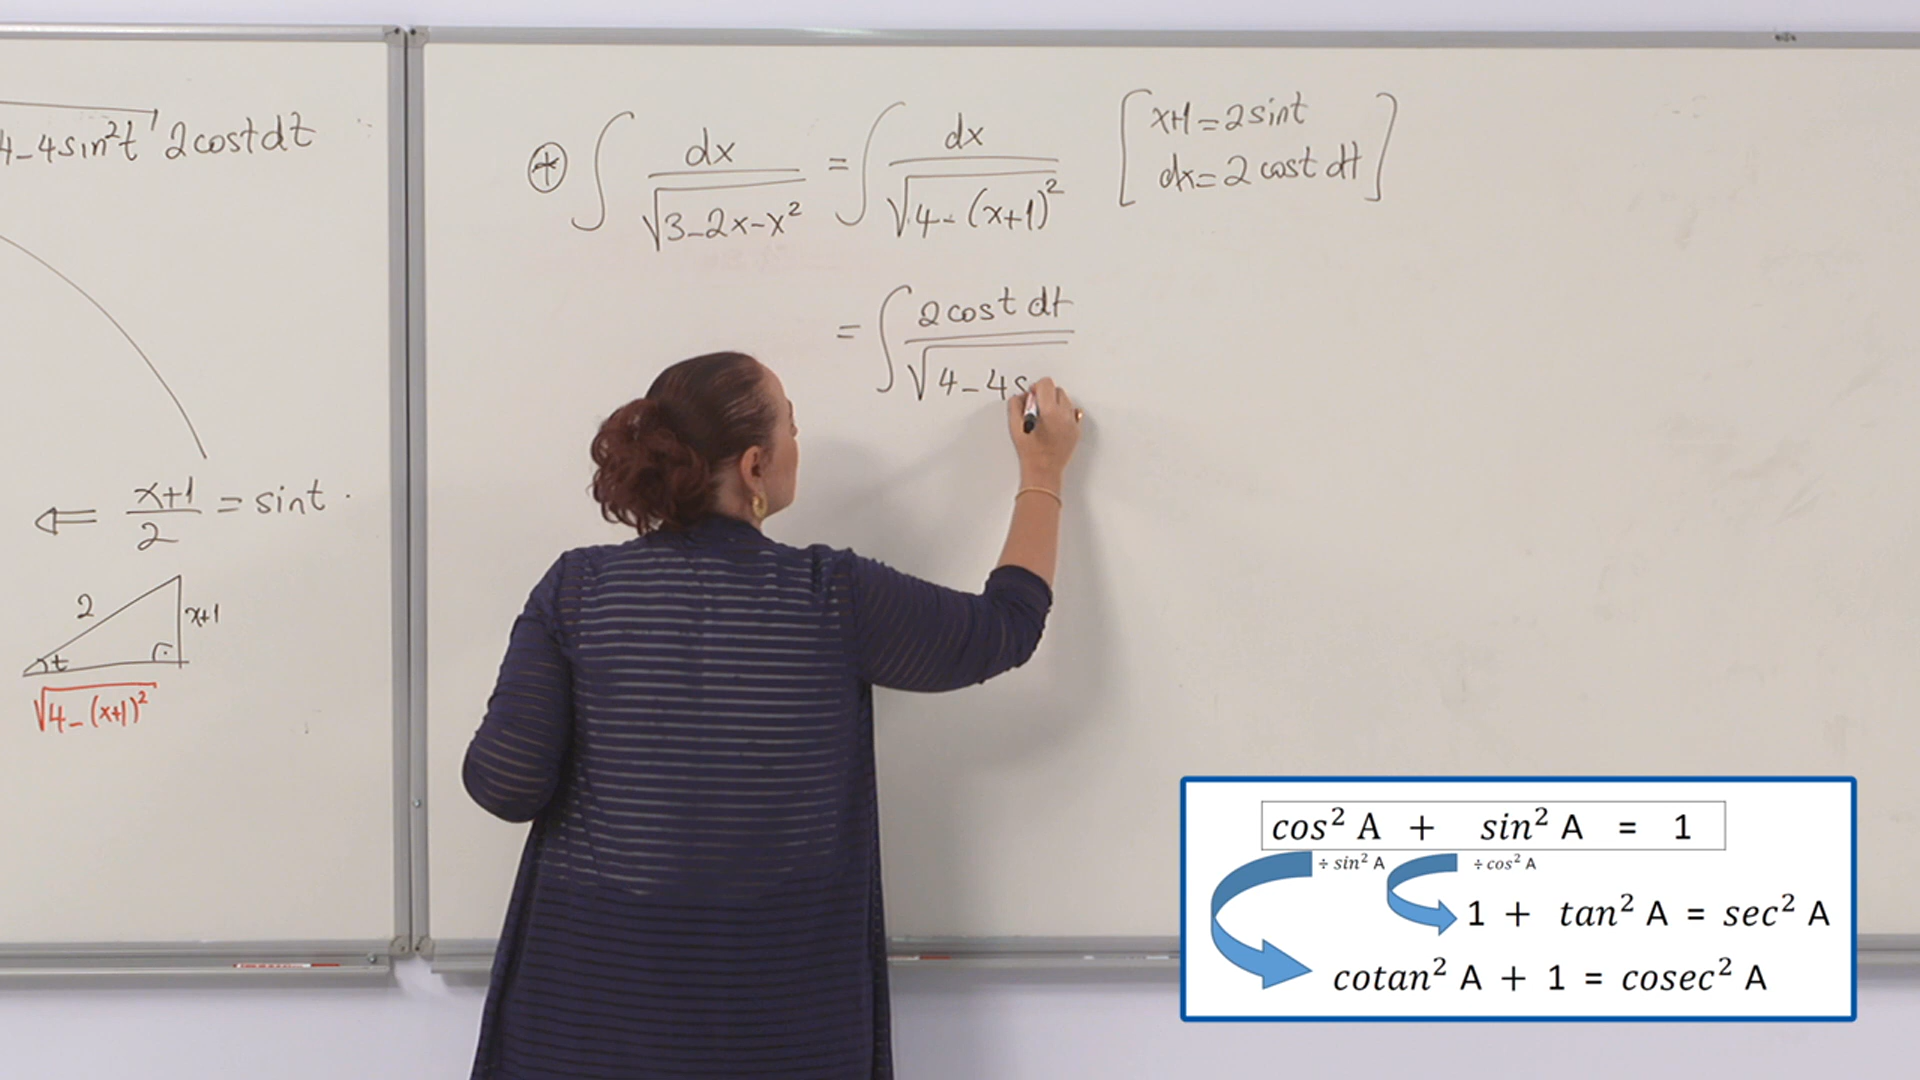 4-4sin²t 2costdt
x+1/2 = sint
2
x+1
t
√4-(x+1)²
∫ dx/√3-2x-x² = ∫ dx/√4-(x+1)² [x+1=2sint
dx=2cost dt]
= ∫ 2cost dt/√4-4s
cos² A + sin² A = 1
÷ sin² A ÷ cos² A
1 + tan² A = sec² A
cotan² A + 1 = cosec² A